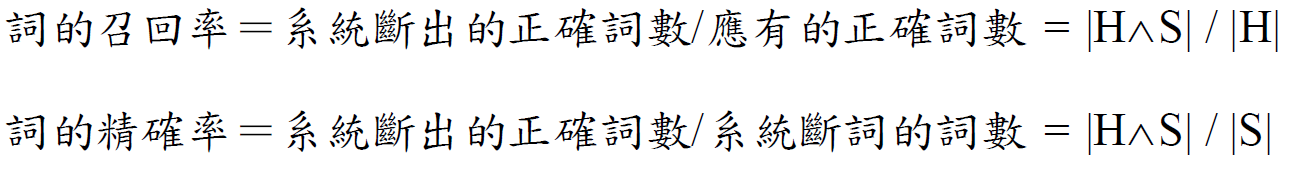 詞的召回率＝系統斷出的正確詞數/應有的正確詞數 = |H∧S| / |H|
詞的精確率＝系統斷出的正確詞數/系統斷詞的詞數 = |H∧S| / |S|